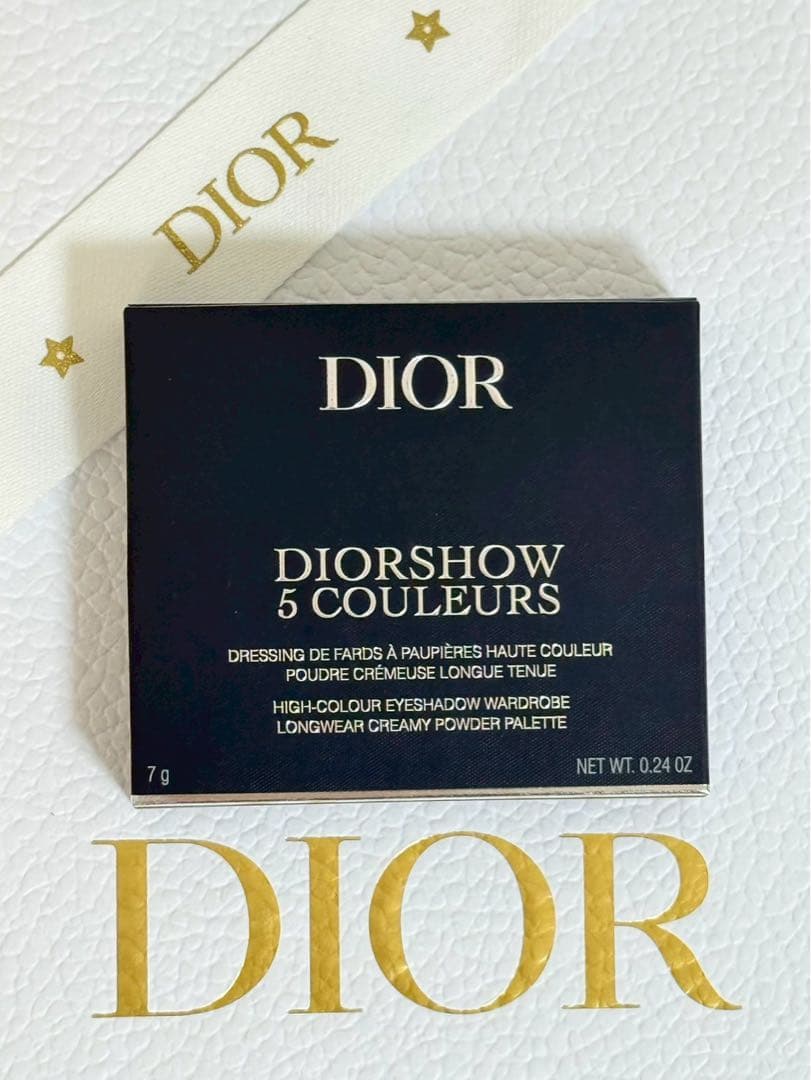 DIOR
DIOR
DIORSHOW
5 COULEURS
DRESSING DE FARDS À PAUPIÈRES HAUTE COULEUR
POUDRE CRÉMEUSE LONGUE TENUE
HIGH-COLOUR EYESHADOW WARDROBE
LONGWEAR CREAMY POWDER PALETTE
7 g
NET WT. 0.24 OZ
DIOR